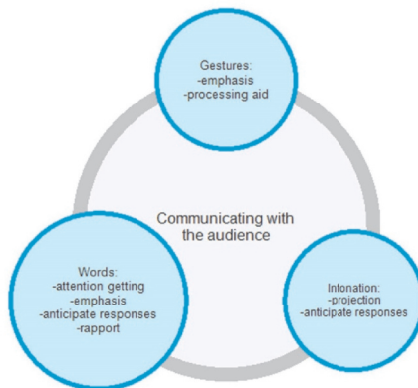 Gestures:
-emphasis
-processing aid
Communicating with
the audience
Words:
-attention getting
-emphasis
-anticipate responses
-rapport
Intonation:
-projection
-anticipate responses